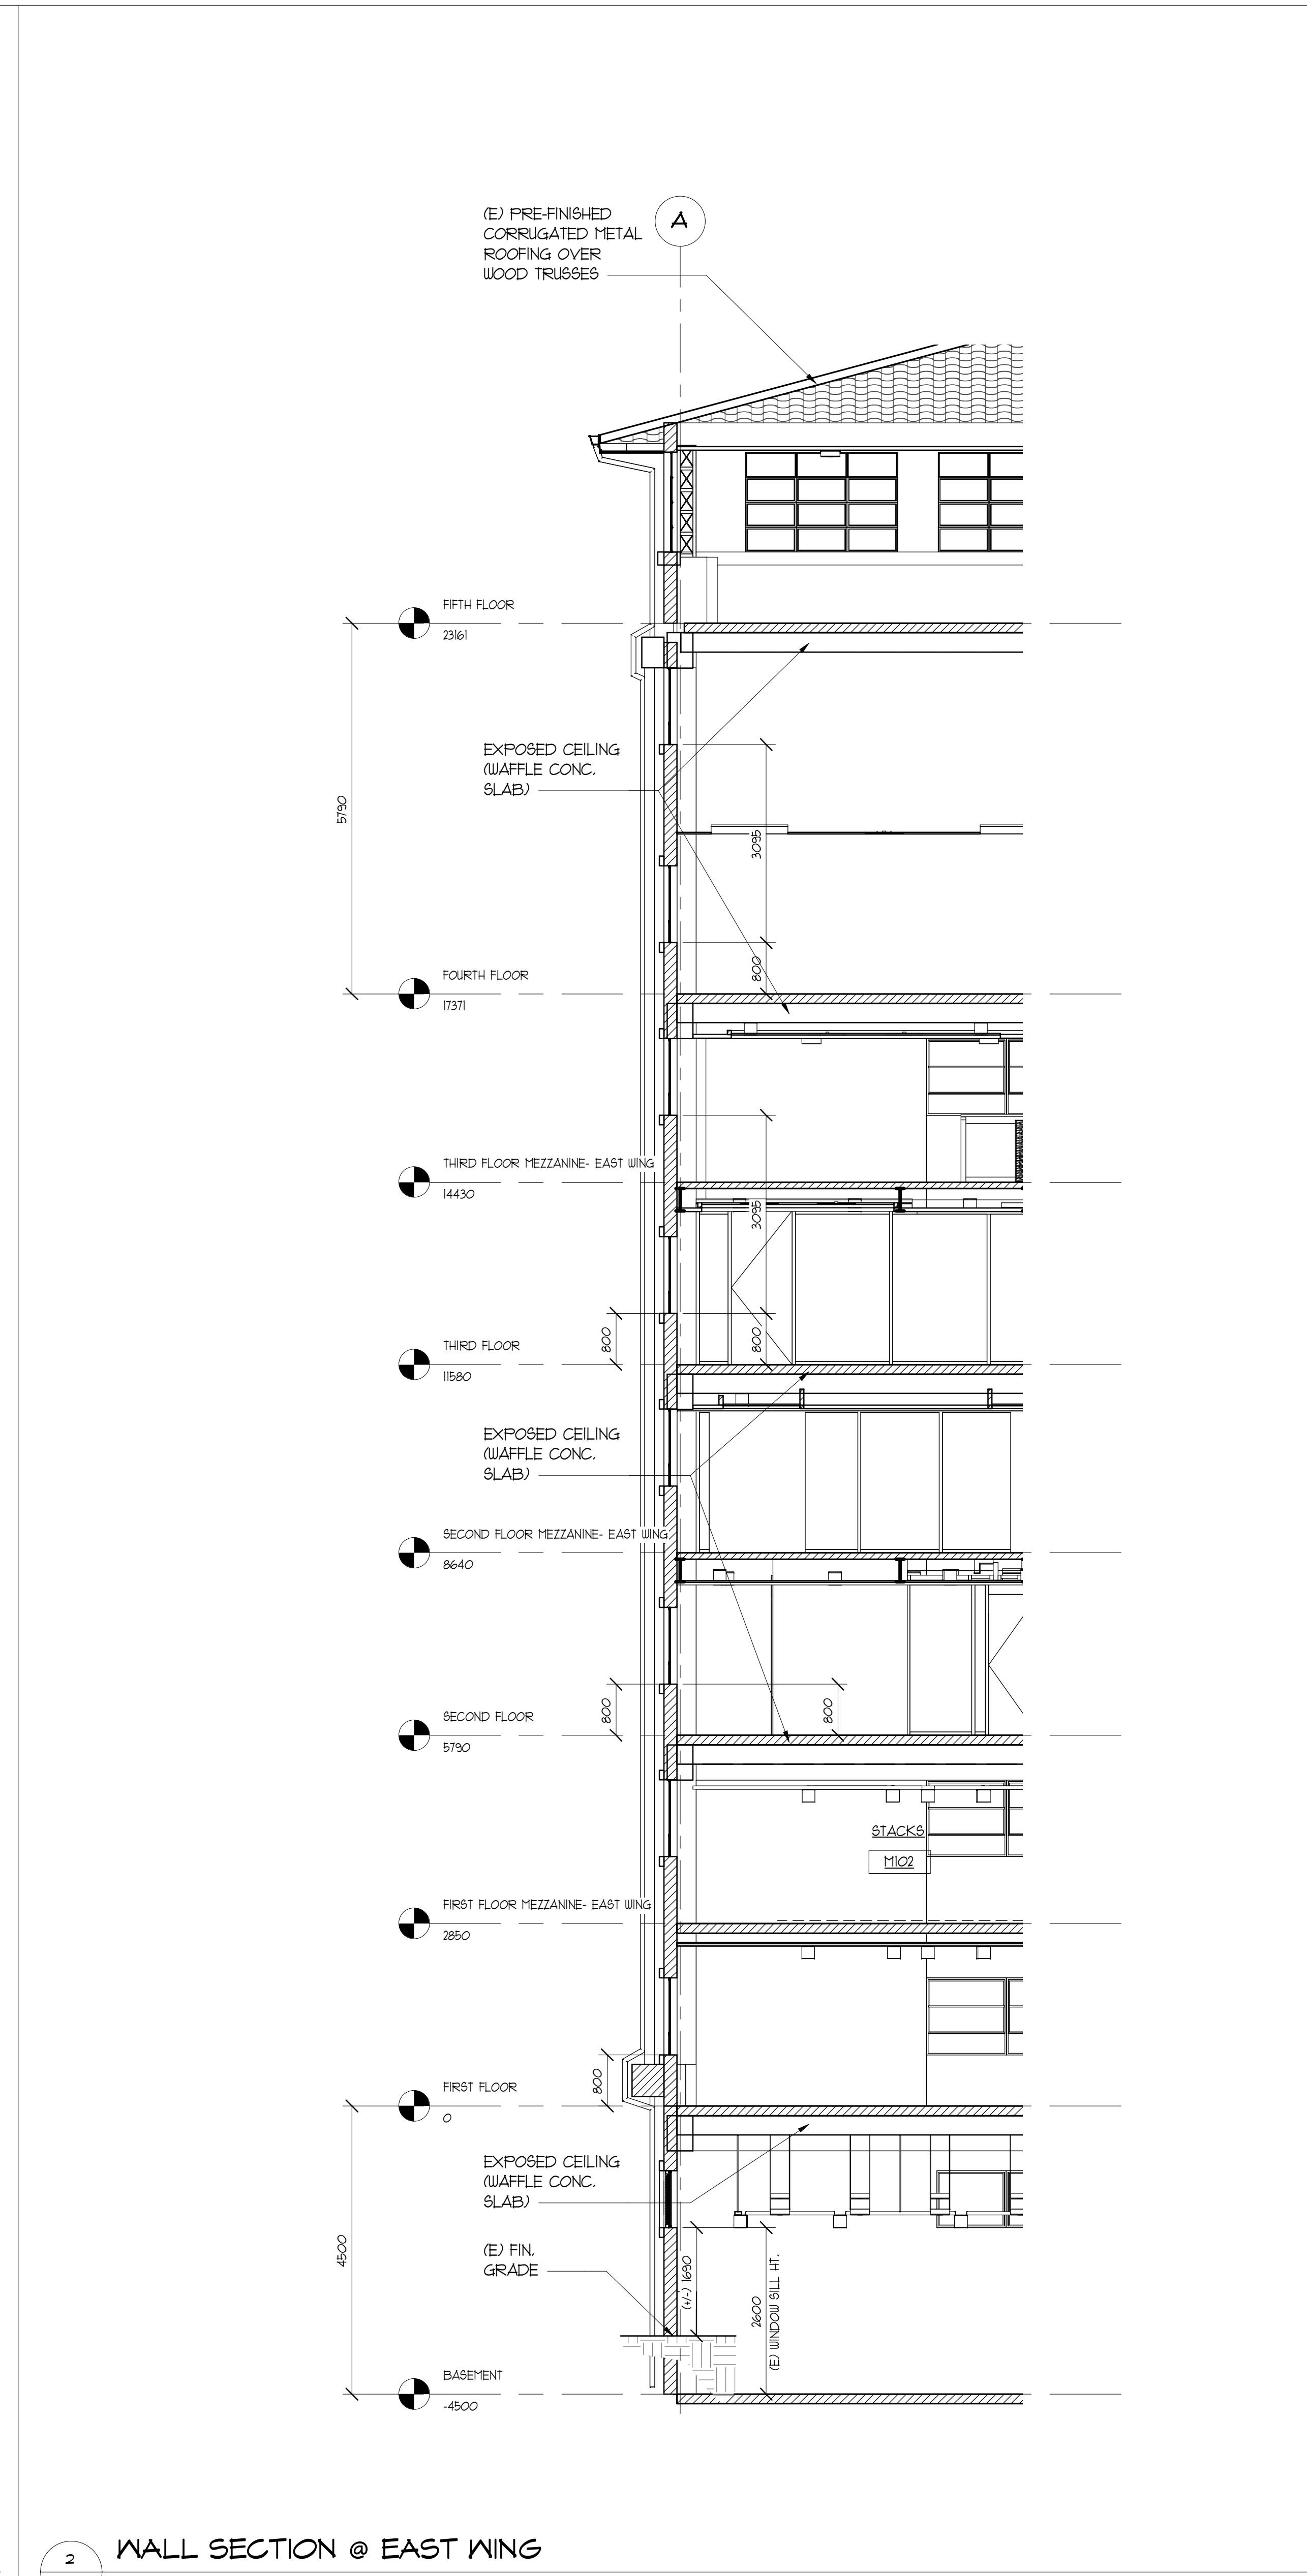 (E) PRE-FINISHED
CORRUGATED METAL
ROOFING OVER
WOOD TRUSSES
A
FIFTH FLOOR
23161
EXPOSED CEILING
(WAFFLE CONC.
SLAB)
5790
3095
800
FOURTH FLOOR
17371
THIRD FLOOR MEZZANINE- EAST WING
14430
3095
800
800
THIRD FLOOR
11580
EXPOSED CEILING
(WAFFLE CONC.
SLAB)
SECOND FLOOR MEZZANINE- EAST WING
8640
800
800
SECOND FLOOR
5790
STACKS
M102
FIRST FLOOR MEZZANINE- EAST WING
2850
800
FIRST FLOOR
0
EXPOSED CEILING
(WAFFLE CONC.
SLAB)
4500
(E) FIN.
GRADE
(+/-) 1690
2600
(E) WINDOW SILL HT.
BASEMENT
-4500
2
WALL SECTION @ EAST WING